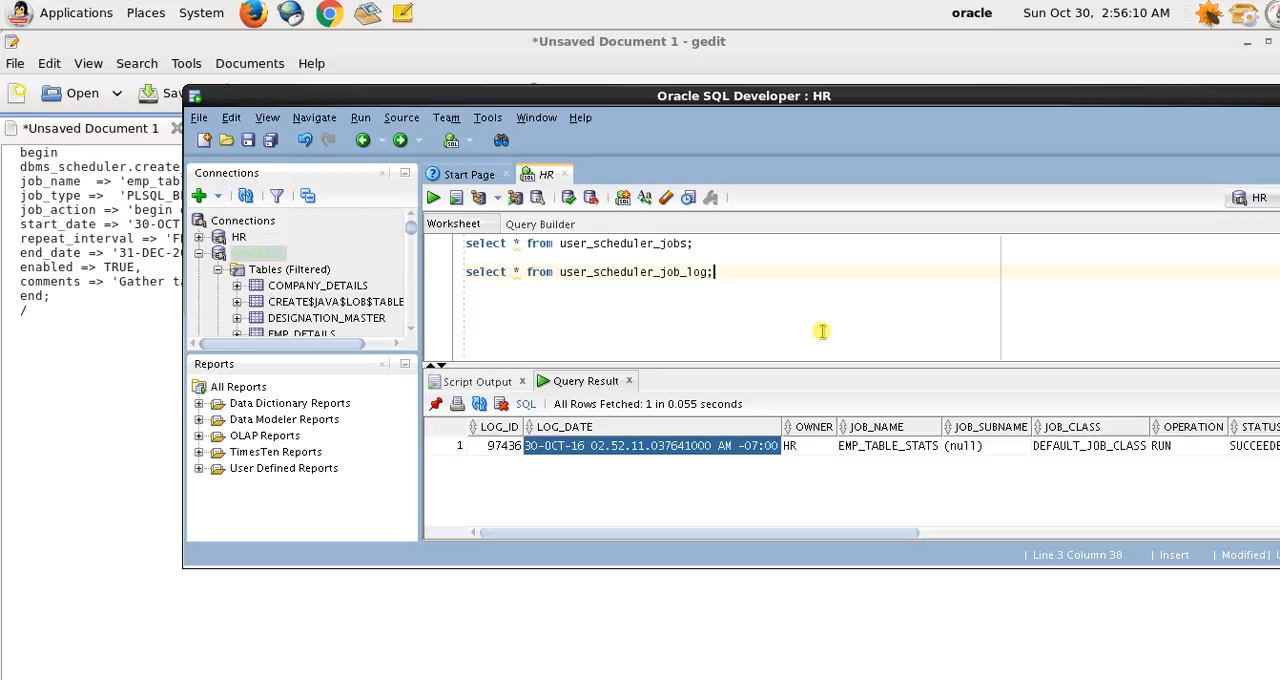 Applications Places System oracle Sun Oct 30, 2:56:10 AM
*Unsaved Document 1 - gedit
File Edit View Search Tools Documents Help
Open Sav
*Unsaved Document 1
begin
dbms_scheduler.create
job_name => 'emp_tab
job_type => 'PLSQL_B
job_action => 'begin
start_date => '30-OCT
repeat_interval => 'F
end_date => '31-DEC-20
enabled => TRUE,
comments => 'Gather ta
end;
/
Oracle SQL Developer : HR
File Edit View Navigate Run Source Team Tools Window Help
Connections
Connections
HR
Tables (Filtered)
COMPANY_DETAILS
CREATE$JAVA$LOB$TABLE
DESIGNATION_MASTER
EMP_DETAILS
Reports
All Reports
Data Dictionary Reports
Data Modeler Reports
OLAP Reports
TimesTen Reports
User Defined Reports
Start Page HR
HR
Worksheet Query Builder
select * from user_scheduler_jobs;
select * from user_scheduler_job_log;
Script Output Query Result
SQL All Rows Fetched: 1 in 0.055 seconds
LOG_ID LOG_DATE OWNER JOB_NAME JOB_SUBNAME JOB_CLASS OPERATION STATUS
1 97436 30-OCT-16 02.52.11.037641000 AM -07:00 HR EMP_TABLE_STATS (null) DEFAULT_JOB_CLASS RUN SUCCEEDE
Line 3 Column 38 Insert Modified